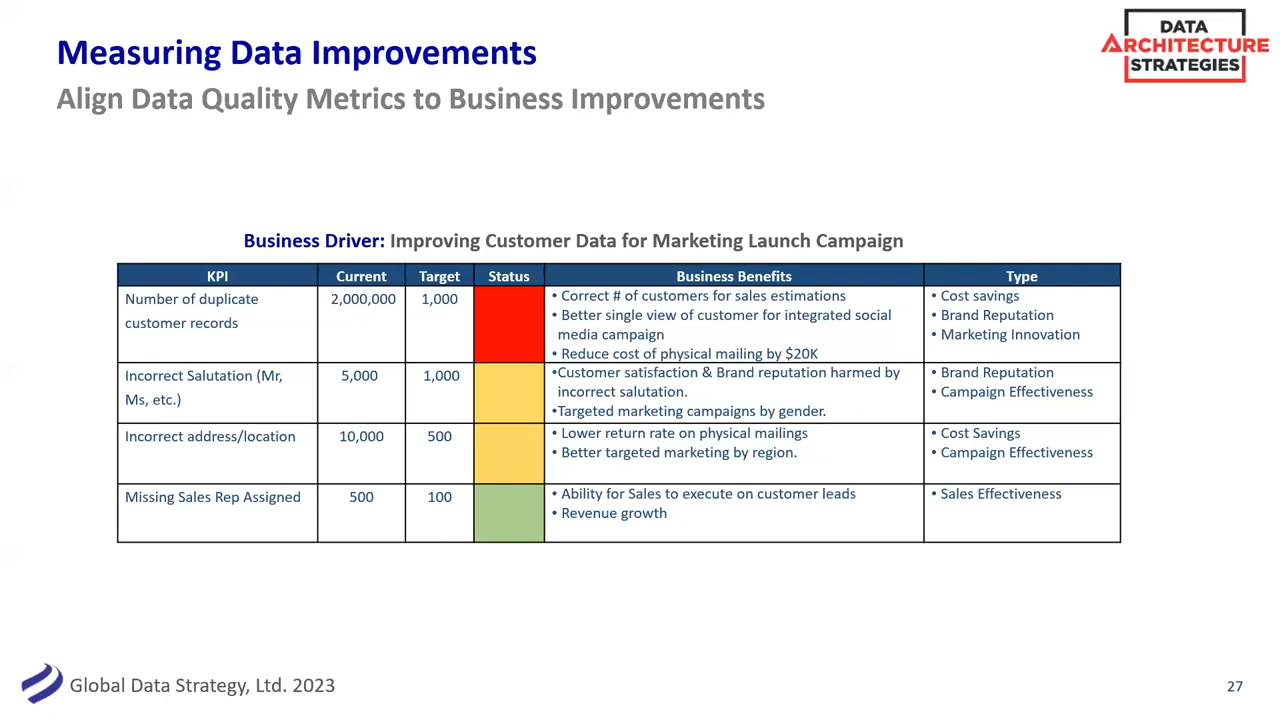 Measuring Data Improvements
Align Data Quality Metrics to Business Improvements
DATA
ARCHITECTURE
STRATEGIES
Business Driver: Improving Customer Data for Marketing Launch Campaign
KPI Current Target Status Business Benefits Type
Number of duplicate
customer records
2,000,000
1,000
• Correct # of customers for sales estimations
• Better single view of customer for integrated social
media campaign
• Reduce cost of physical mailing by $20K
• Cost savings
• Brand Reputation
• Marketing Innovation
Incorrect Salutation (Mr,
Ms, etc.)
5,000
1,000
•Customer satisfaction & Brand reputation harmed by
incorrect salutation.
•Targeted marketing campaigns by gender.
• Brand Reputation
• Campaign Effectiveness
Incorrect address/location
10,000
500
• Lower return rate on physical mailings
• Better targeted marketing by region.
• Cost Savings
• Campaign Effectiveness
Missing Sales Rep Assigned
500
100
• Ability for Sales to execute on customer leads
• Revenue growth
• Sales Effectiveness
Global Data Strategy, Ltd. 2023
27